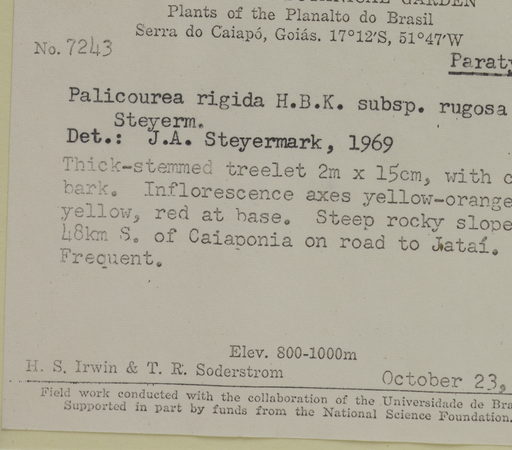 BOTANICAL GARDEN
Plants of the Planalto do Brasil
Serra do Caiapó, Goiás. 17°12'S, 51°47'W
No. 7243
Paraty
Palicourea rigida H.B.K. subsp. rugosa
Steyerm.
Det.: J.A. Steyermark, 1969
Thick-stemmed treelet 2m x 15cm, with c
bark. Inflorescence axes yellow-orange
yellow, red at base. Steep rocky slope
48km S. of Caiaponia on road to Jataí.
Frequent.
Elev. 800-1000m
H. S. Irwin & T. R. Soderstrom
October 23,
Field work conducted with the collaboration of the Universidade de Bra
Supported in part by funds from the National Science Foundation.